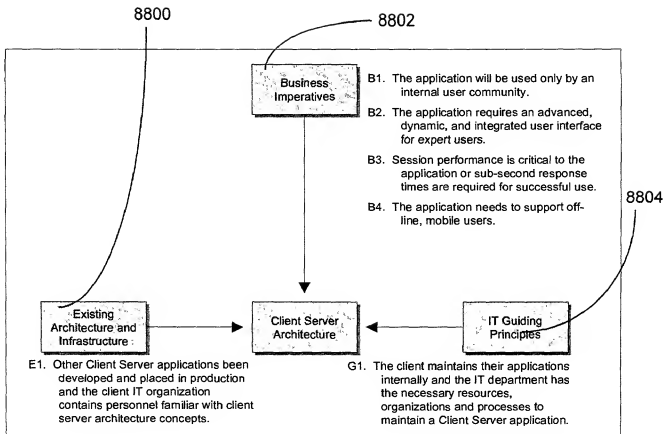 8800
8802
Business
Imperatives
B1. The application will be used only by an
internal user community.
B2. The application requires an advanced,
dynamic, and integrated user interface
for expert users.
B3. Session performance is critical to the
application or sub-second response
times are required for successful use.
B4. The application needs to support off-
line, mobile users.
8804
Existing
Architecture and
Infrastructure
Client Server
Architecture
IT Guiding
Principles
E1. Other Client Server applications been
developed and placed in production
and the client IT organization
contains personnel familiar with client
server architecture concepts.
G1. The client maintains their applications
internally and the IT department has
the necessary resources,
organizations and processes to
maintain a Client Server application.